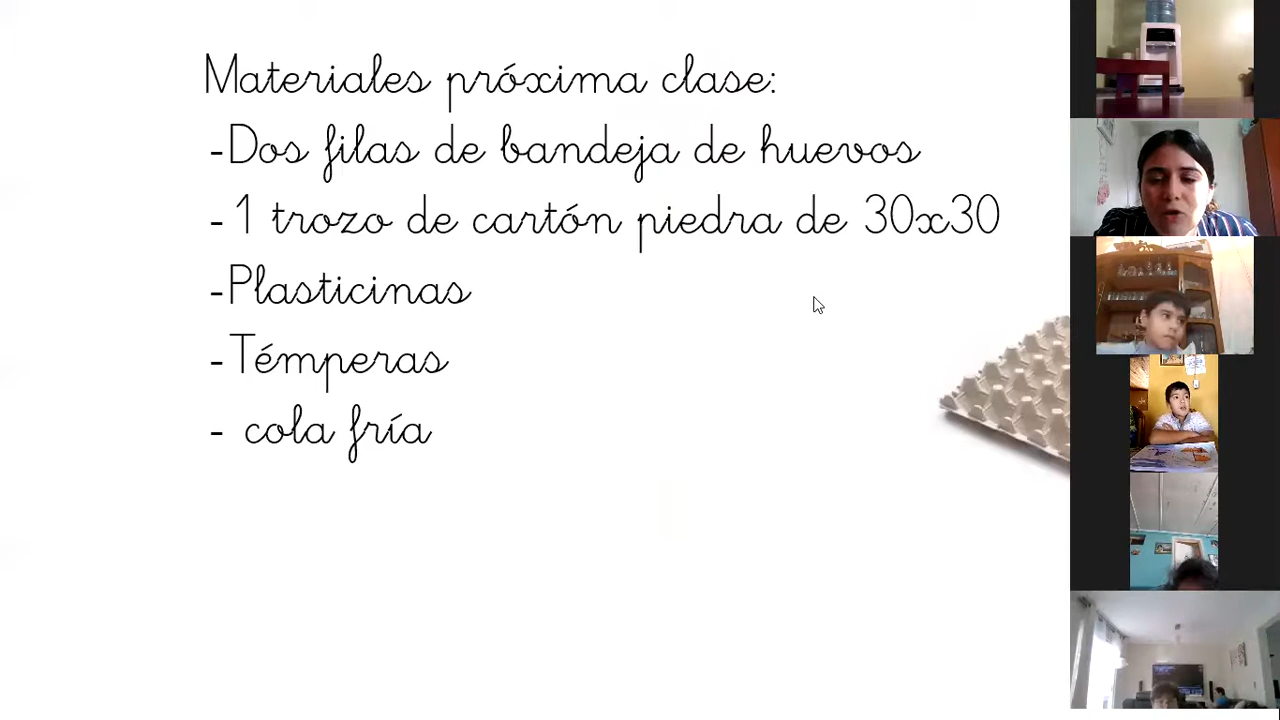 Materiales próxima clase:
-Dos filas de bandeja de huevos
- 1 trozo de cartón piedra de 30x30
-Plasticinas
-Témperas
- cola fría